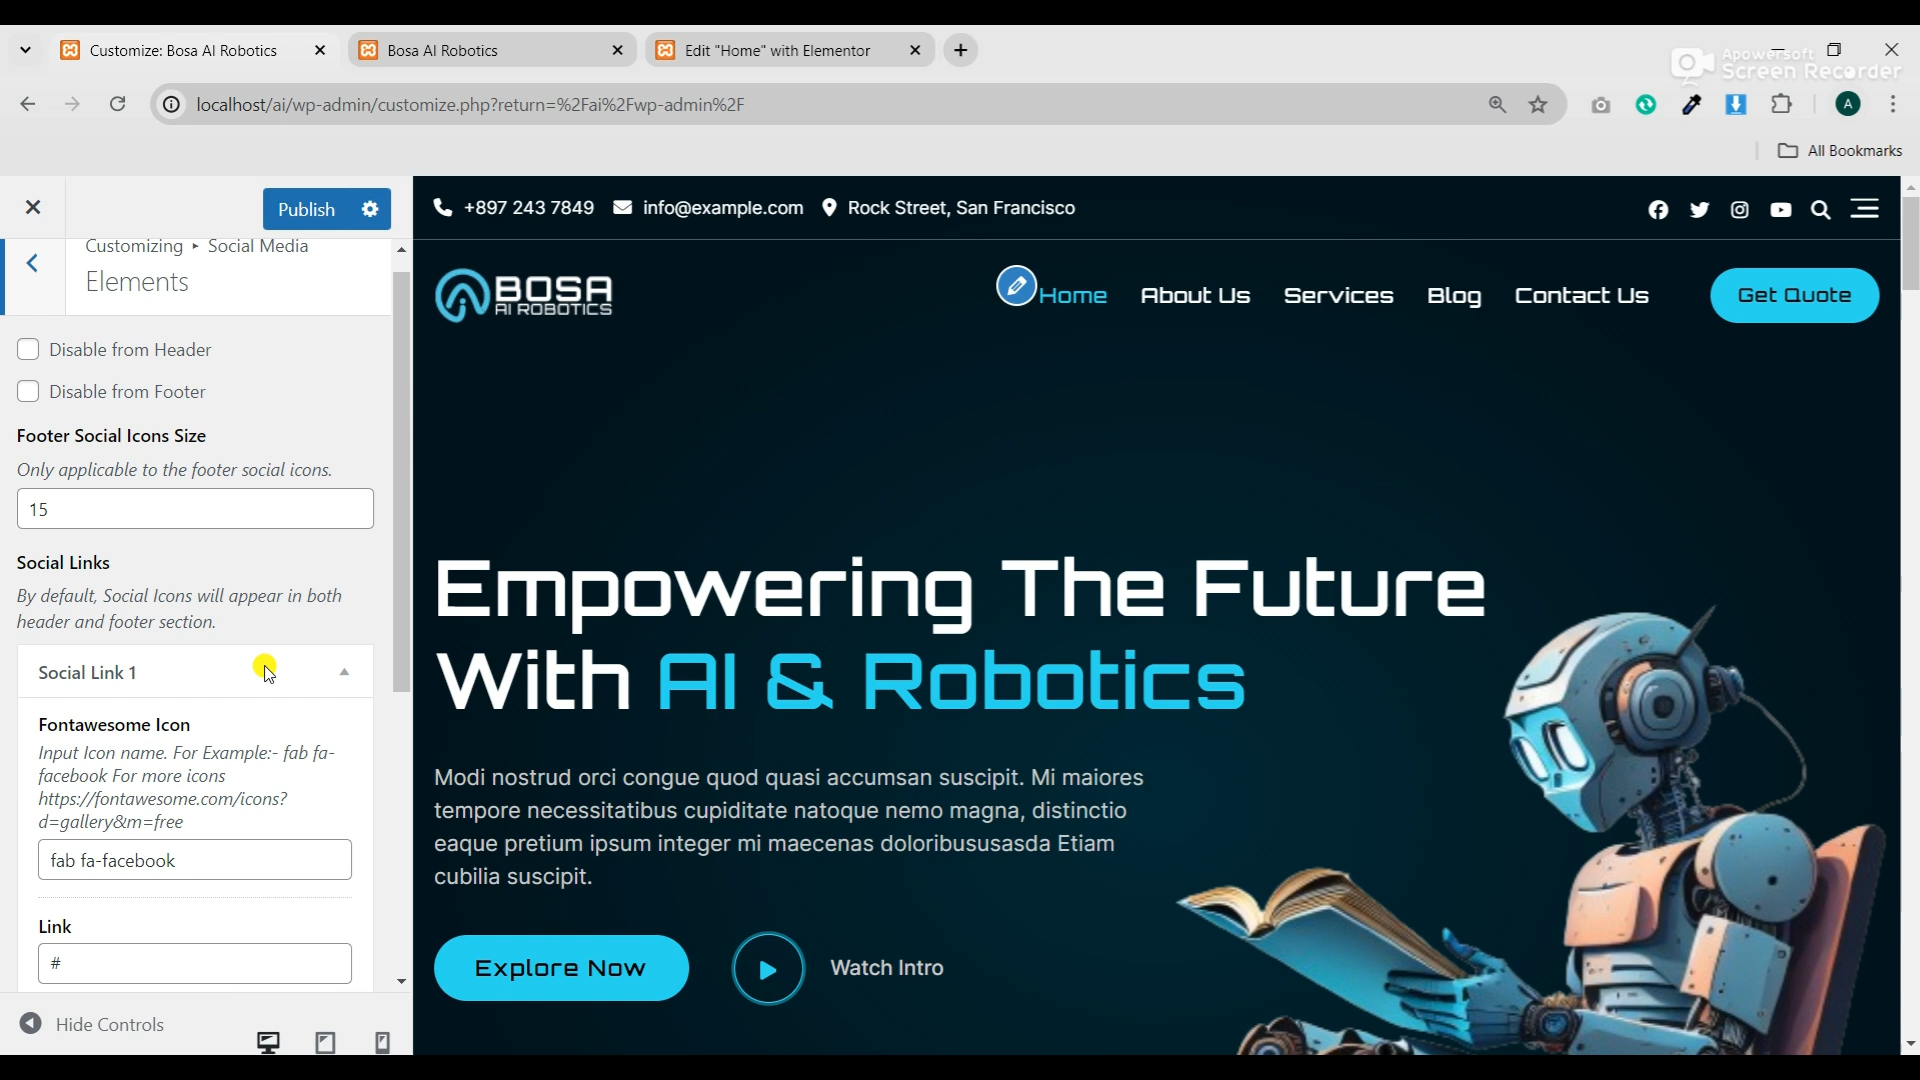 Customize: Bosa AI Robotics
Bosa AI Robotics
Edit "Home" with Elementor
Apowersoft
Screen Recorder
localhost/ai/wp-admin/customize.php?return=%2Fai%2Fwp-admin%2F
A
All Bookmarks
Publish
Customizing ▸ Social Media
Elements
Disable from Header
Disable from Footer
Footer Social Icons Size
Only applicable to the footer social icons.
15
Social Links
By default, Social Icons will appear in both
header and footer section.
Social Link 1
Fontawesome Icon
Input Icon name. For Example:- fab fa-
facebook For more icons
https://fontawesome.com/icons?
d=gallery&m=free
fab fa-facebook
Link
#
Hide Controls
+897 243 7849
info@example.com
Rock Street, San Francisco
BOSA
AI ROBOTICS
Home
About Us
Services
Blog
Contact Us
Get Quote
Empowering The Future
With AI & Robotics
Modi nostrud orci congue quod quasi accumsan suscipit. Mi maiores
tempore necessitatibus cupiditate natoque nemo magna, distinctio
eaque pretium ipsum integer mi maecenas doloribususasda Etiam
cubilia suscipit.
Explore Now
Watch Intro